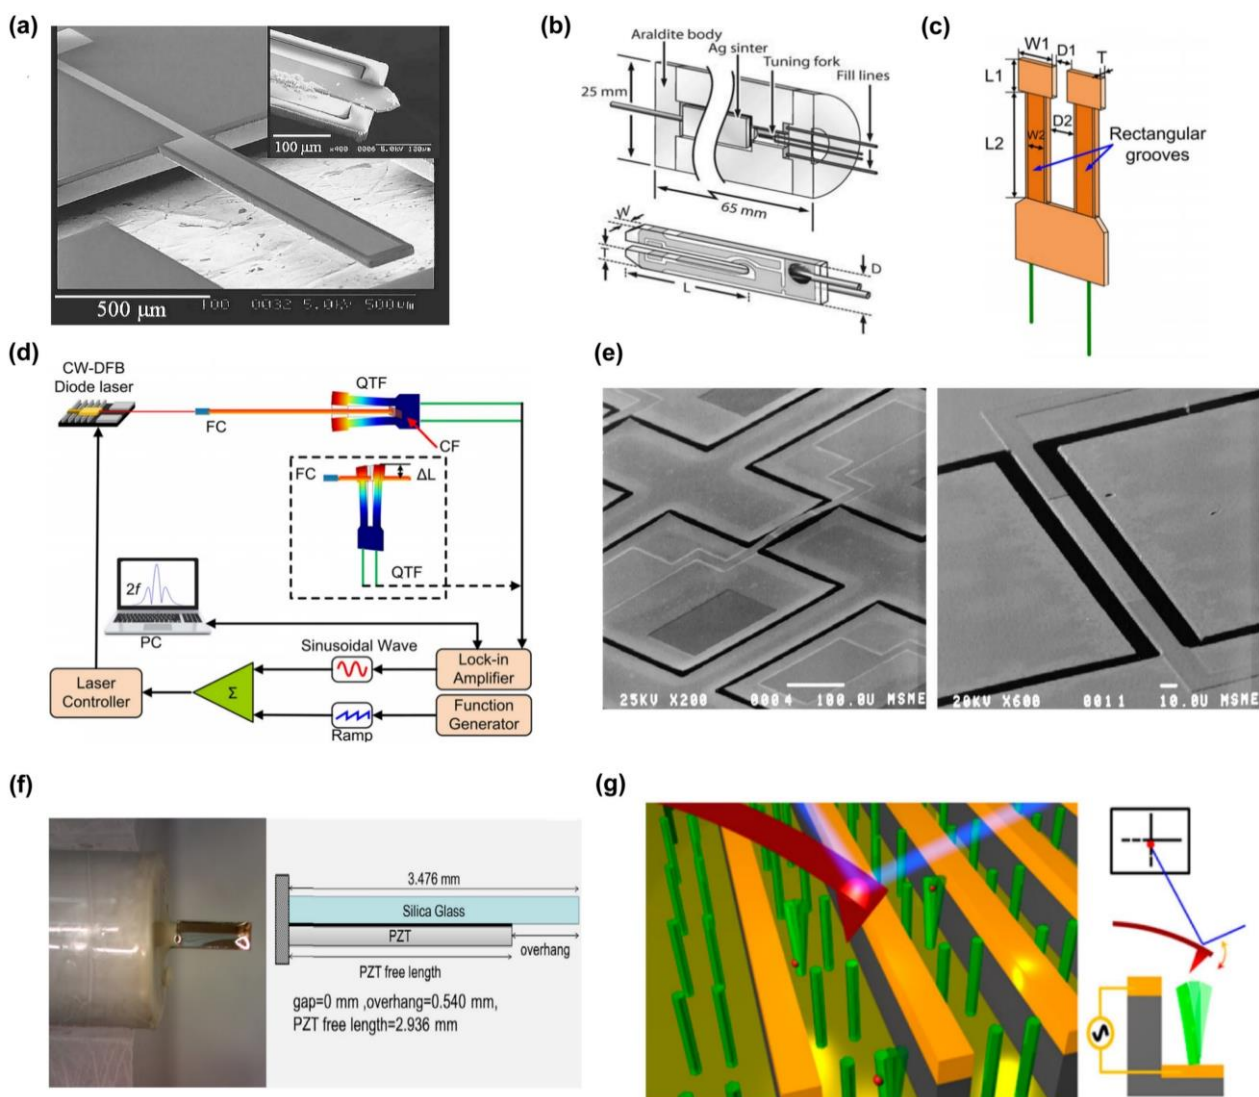 (a)
100 µm
500 µm
(b)
Araldite body
Ag sinter
Tuning fork
Fill lines
25 mm
65 mm
W
T
L
D
(c)
W1
D1
T
L1
L2
W2
D2
Rectangular
grooves
(d)
CW-DFB
Diode laser
FC
QTF
CF
FC
ΔL
QTF
2f
PC
Sinusoidal Wave
Lock-in
Amplifier
Laser
Controller
Σ
Function
Generator
Ramp
(e)
25KV X200 0004 100.0U MSME
20KV X600 0011 10.0U MSME
(f)
3.476 mm
Silica Glass
PZT
overhang
PZT free length
gap=0 mm ,overhang=0.540 mm,
PZT free length=2.936 mm
(g)